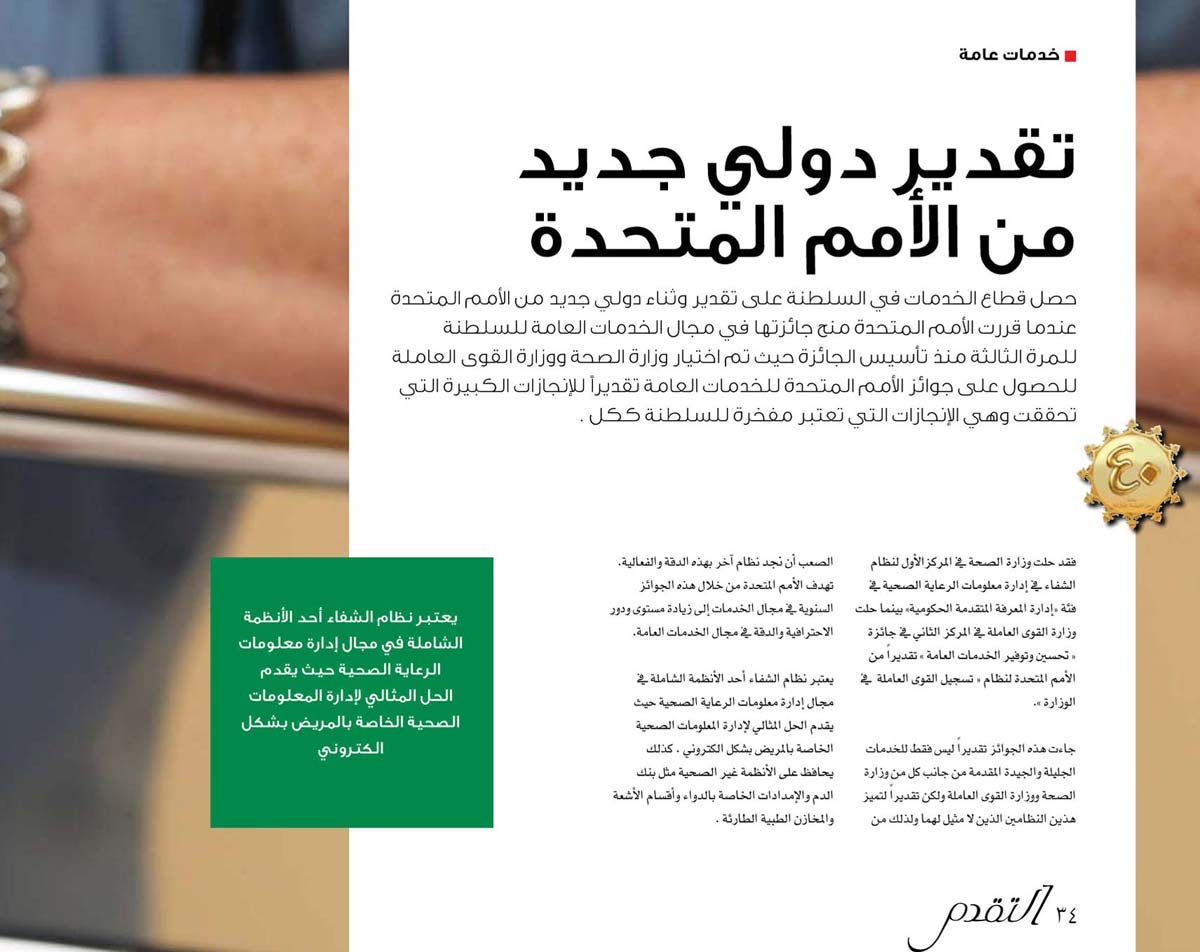 خدمات عامة
تقدير دولي جديد
من الأمم المتحدة
حصل قطاع الخدمات في السلطنة على تقدير وثناء دولي جديد من الأمم المتحدة
عندما قررت الأمم المتحدة منح جائزتها في مجال الخدمات العامة للسلطنة
للمرة الثالثة منذ تأسيس الجائزة حيث تم اختيار وزارة الصحة ووزارة القوى العاملة
للحصول على جوائز الأمم المتحدة للخدمات العامة تقديراً للإنجازات الكبيرة التي
تحققت وهي الإنجازات التي تعتبر مفخرة للسلطنة ككل .
٤٠
فقد حلت وزارة الصحة في المركز الأول لنظام
الشفاء في إدارة معلومات الرعاية الصحية في
فئة «إدارة المعرفة المتقدمة الحكومية» بينما حلت
وزارة القوى العاملة في المركز الثاني في جائزة
« تحسين وتوفير الخدمات العامة » تقديراً من
الأمم المتحدة لنظام « تسجيل القوى العاملة في
الوزارة ».
جاءت هذه الجوائز تقديراً ليس فقط للخدمات
الجليلة والجيدة المقدمة من جانب كل من وزارة
الصحة ووزارة القوى العاملة ولكن تقديراً لتميز
هذين النظامين الذين لا مثيل لهما ولذلك من
الصعب أن نجد نظام آخر بهذه الدقة والفعالية.
تهدف الأمم المتحدة من خلال هذه الجوائز
السنوية في مجال الخدمات إلى زيادة مستوى ودور
الاحترافية والدقة في مجال الخدمات العامة.
يعتبر نظام الشفاء أحد الأنظمة الشاملة في
مجال إدارة معلومات الرعاية الصحية حيث
يقدم الحل المثالي لإدارة المعلومات الصحية
الخاصة بالمريض بشكل الكتروني . كذلك
يحافظ على الأنظمة غير الصحية مثل بنك
الدم والإمدادات الخاصة بالدواء وأقسام الأشعة
والمخازن الطبية الطارئة .
يعتبر نظام الشفاء أحد الأنظمة
الشاملة في مجال إدارة معلومات
الرعاية الصحية حيث يقدم
الحل المثالي لإدارة المعلومات
الصحية الخاصة بالمريض بشكل
الكتروني
٣٤ التقدم